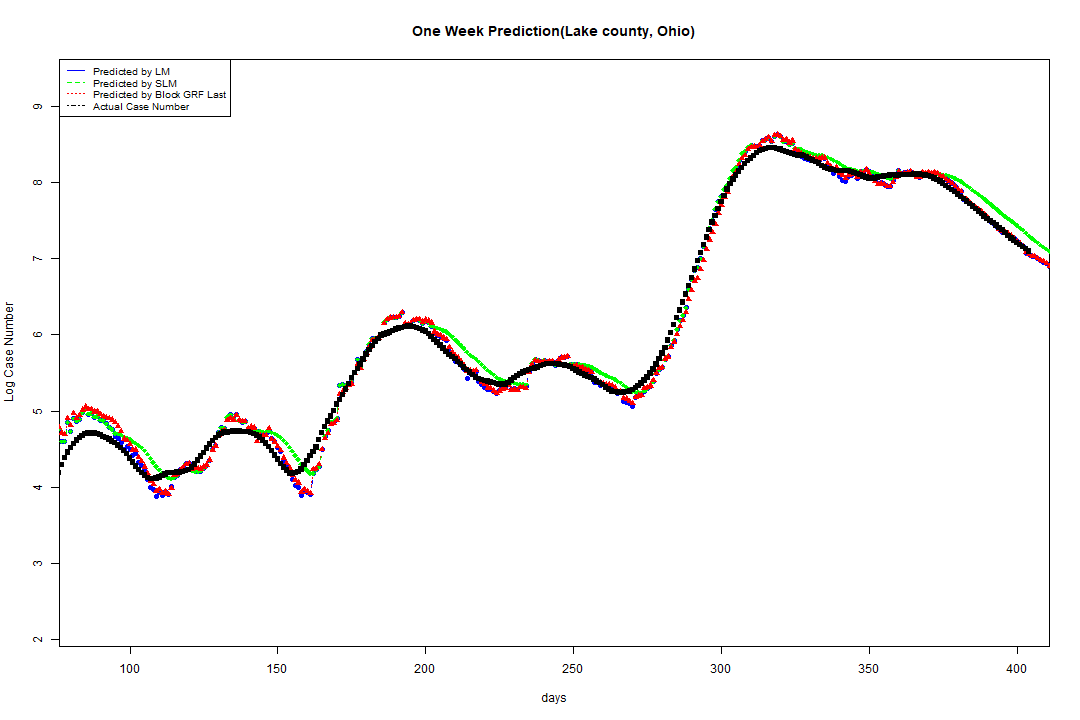 One Week Prediction(Lake county, Ohio)
Predicted by LM
Predicted by SLM
Predicted by Block GRF Last
Actual Case Number
Log Case Number
9
8
7
6
5
4
3
2
100 150 200 250 300 350 400
days